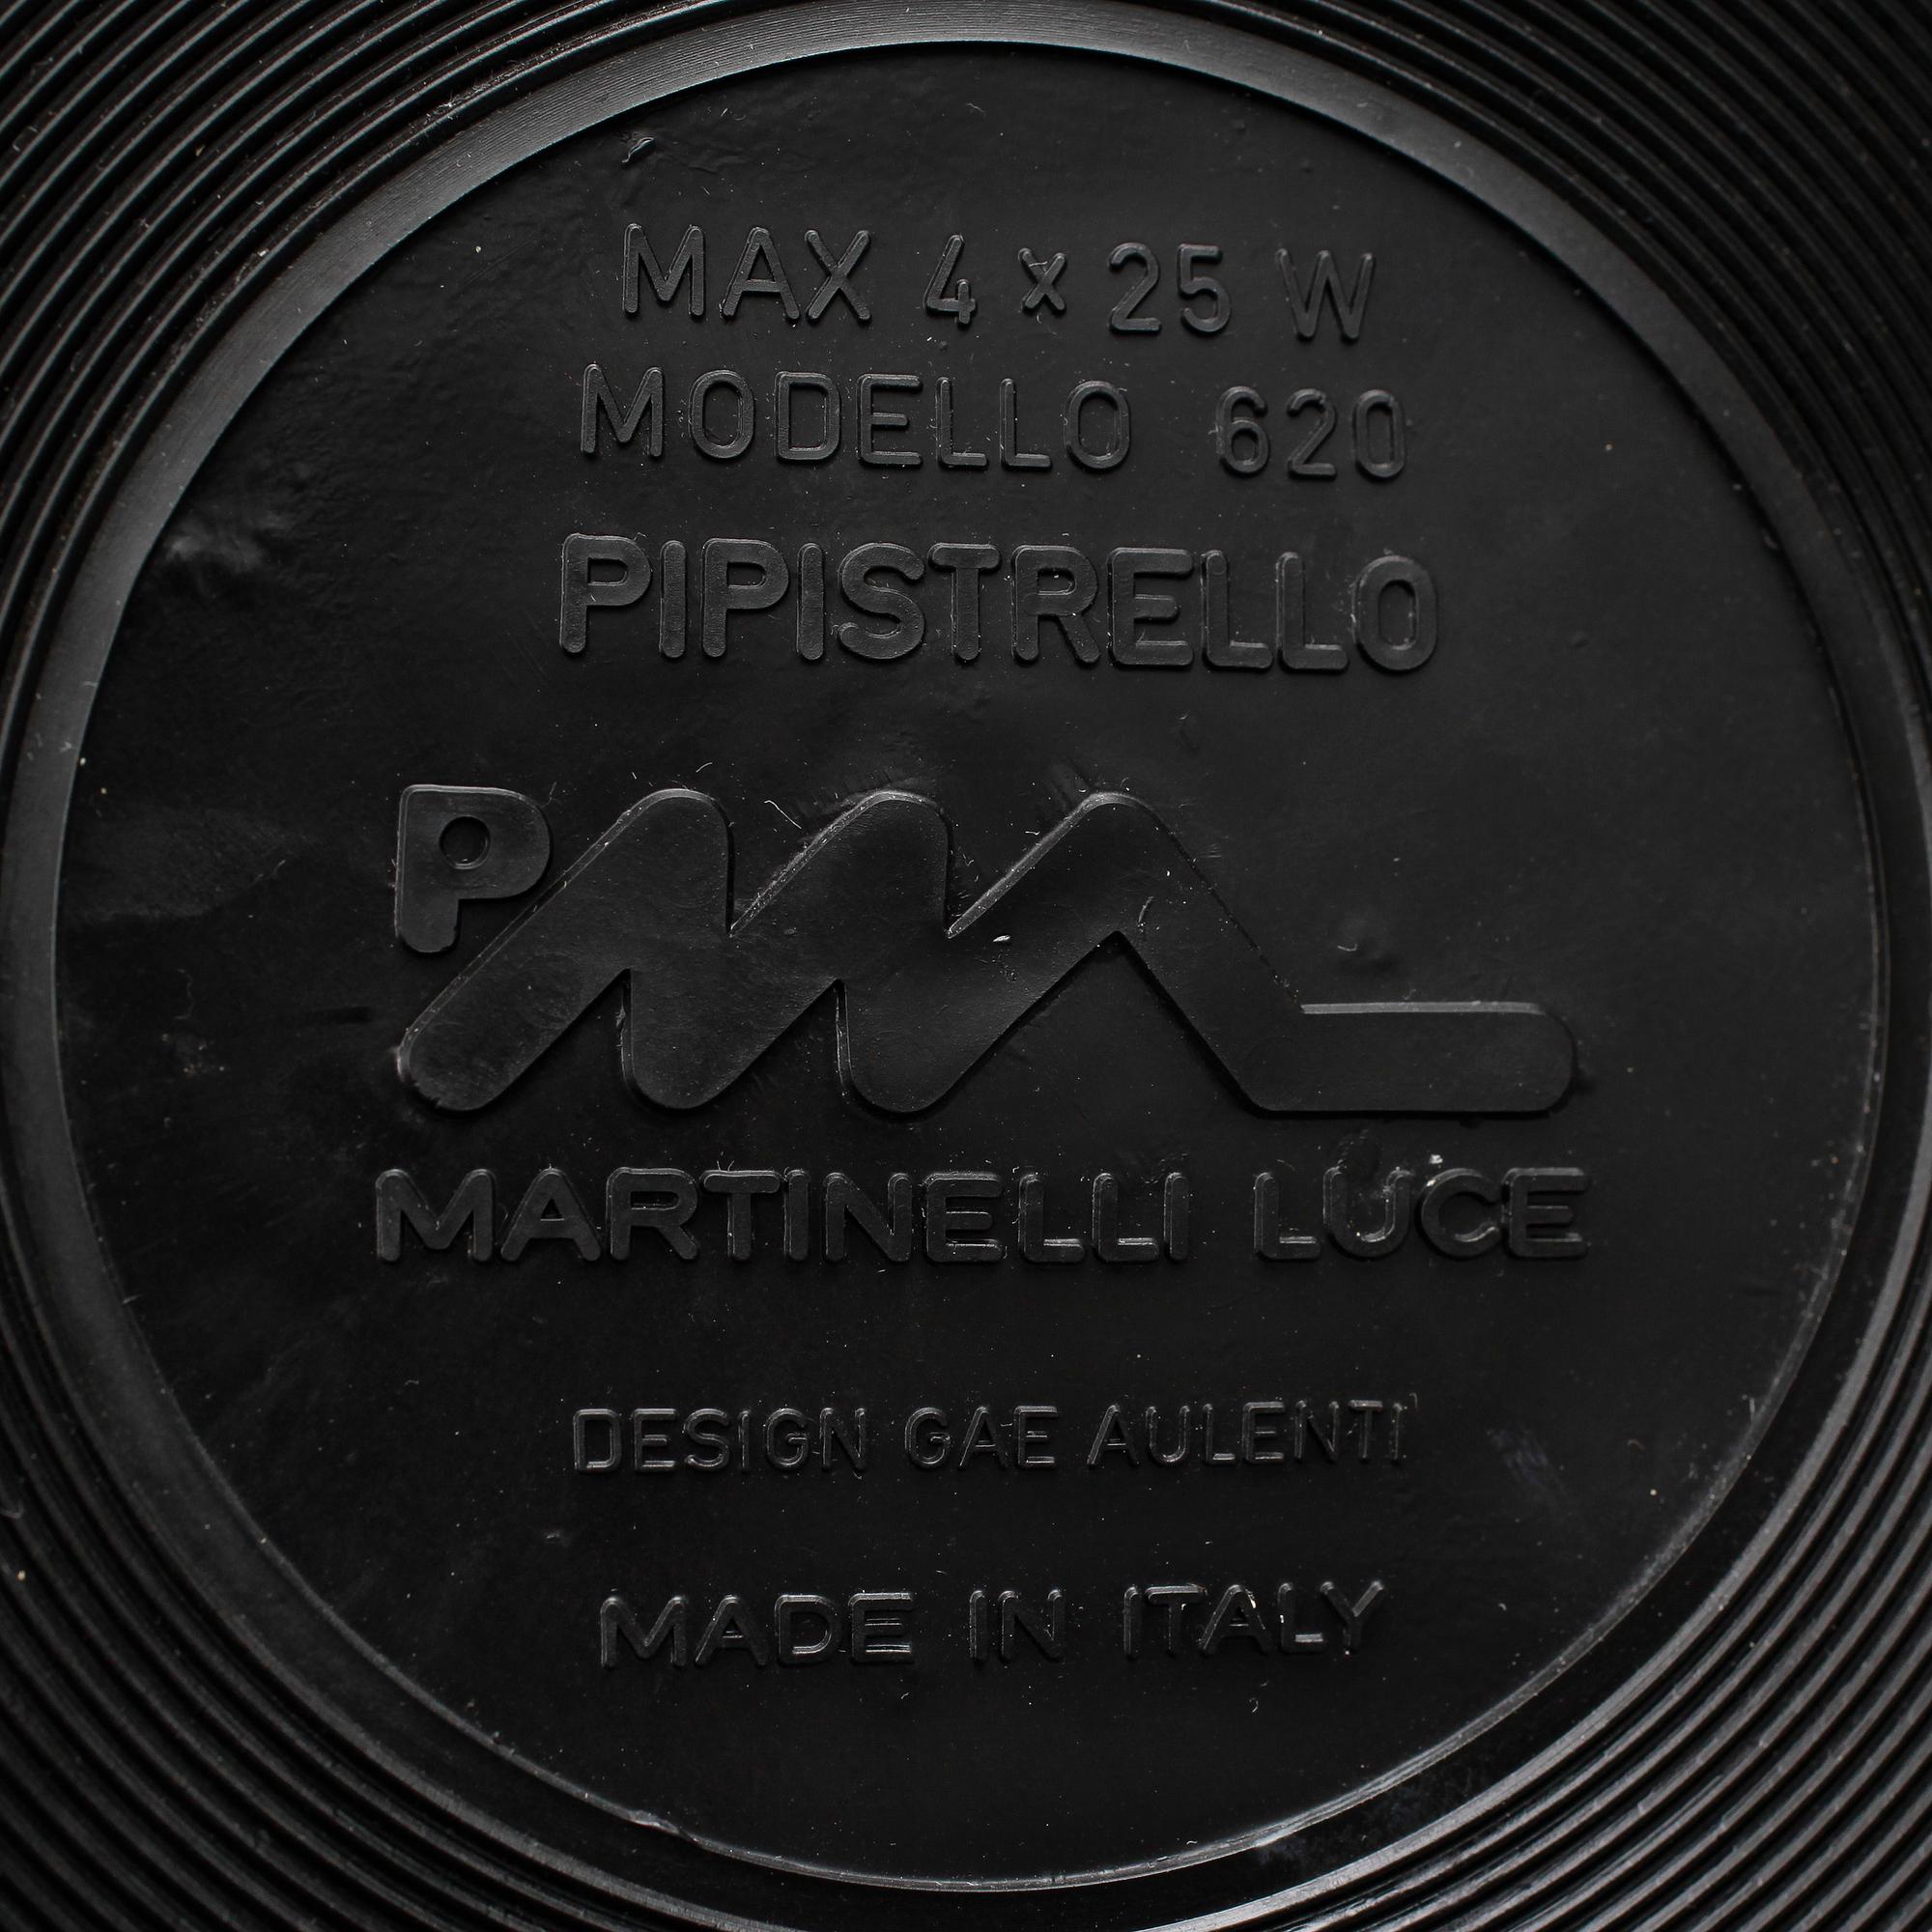 MAX 4 x 25 W
MODELLO 620
PIPISTRELLO
P
MARTINELLI LUCE
DESIGN GAE AULENTI
MADE IN ITALY